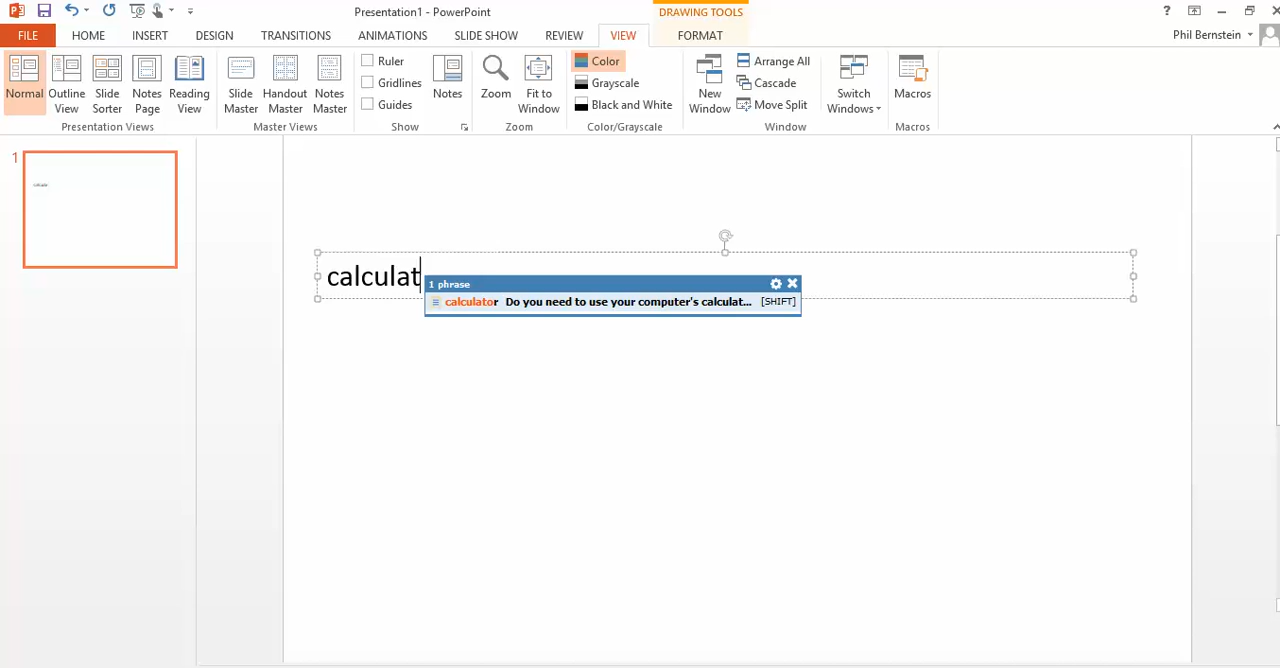 Presentation1 - PowerPoint
DRAWING TOOLS
?
FILE HOME INSERT DESIGN TRANSITIONS ANIMATIONS SLIDE SHOW REVIEW VIEW FORMAT
Phil Bernstein
Normal
Outline View
Slide Sorter
Notes Page
Reading View
Presentation Views
Slide Master
Handout Master
Notes Master
Master Views
Ruler
Gridlines
Guides
Show
Notes
Zoom
Fit to Window
Zoom
Color
Grayscale
Black and White
Color/Grayscale
New Window
Arrange All
Cascade
Move Split
Window
Switch Windows
Macros
Macros
1
calculat
1 phrase
calculator Do you need to use your computer's calculat... [SHIFT]